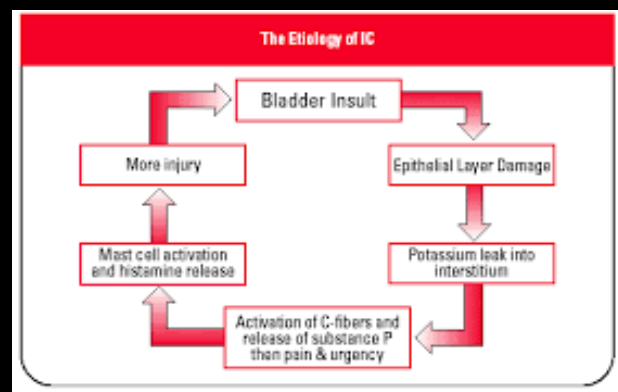 The Etiology of IC
Bladder Insult
Epithelial Layer Damage
Potassium leak into
interstitium
Activation of C-fibers and
release of substance P
then pain & urgency
Mast cell activation
and histamine release
More injury